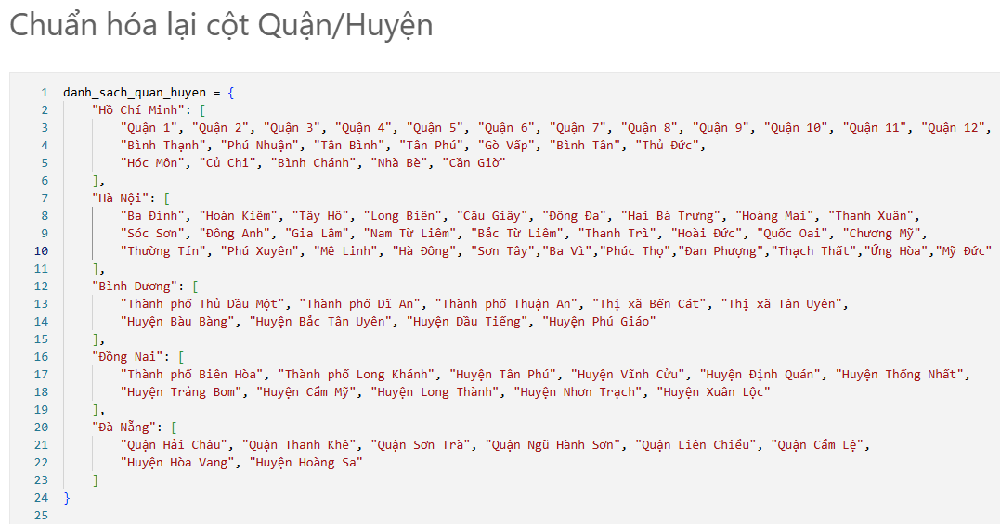 Chuẩn hóa lại cột Quận/Huyện
1 danh_sach_quan_huyen = {
2 "Hồ Chí Minh": [
3 "Quận 1", "Quận 2", "Quận 3", "Quận 4", "Quận 5", "Quận 6", "Quận 7", "Quận 8", "Quận 9", "Quận 10", "Quận 11", "Quận 12",
4 "Bình Thạnh", "Phú Nhuận", "Tân Bình", "Tân Phú", "Gò Vấp", "Bình Tân", "Thủ Đức",
5 "Hóc Môn", "Củ Chi", "Bình Chánh", "Nhà Bè", "Cần Giờ"
6 ],
7 "Hà Nội": [
8 "Ba Đình", "Hoàn Kiếm", "Tây Hồ", "Long Biên", "Cầu Giấy", "Đống Đa", "Hai Bà Trưng", "Hoàng Mai", "Thanh Xuân",
9 "Sóc Sơn", "Đông Anh", "Gia Lâm", "Nam Từ Liêm", "Bắc Từ Liêm", "Thanh Trì", "Hoài Đức", "Quốc Oai", "Chương Mỹ",
10 "Thường Tín", "Phú Xuyên", "Mê Linh", "Hà Đông", "Sơn Tây","Ba Vì","Phúc Thọ","Đan Phượng","Thạch Thất","Ứng Hòa","Mỹ Đức"
11 ],
12 "Bình Dương": [
13 "Thành phố Thủ Dầu Một", "Thành phố Dĩ An", "Thành phố Thuận An", "Thị xã Bến Cát", "Thị xã Tân Uyên",
14 "Huyện Bàu Bàng", "Huyện Bắc Tân Uyên", "Huyện Dầu Tiếng", "Huyện Phú Giáo"
15 ],
16 "Đồng Nai": [
17 "Thành phố Biên Hòa", "Thành phố Long Khánh", "Huyện Tân Phú", "Huyện Vĩnh Cửu", "Huyện Định Quán", "Huyện Thống Nhất",
18 "Huyện Trảng Bom", "Huyện Cẩm Mỹ", "Huyện Long Thành", "Huyện Nhơn Trạch", "Huyện Xuân Lộc"
19 ],
20 "Đà Nẵng": [
21 "Quận Hải Châu", "Quận Thanh Khê", "Quận Sơn Trà", "Quận Ngũ Hành Sơn", "Quận Liên Chiểu", "Quận Cẩm Lệ",
22 "Huyện Hòa Vang", "Huyện Hoàng Sa"
23 ]
24 }
25